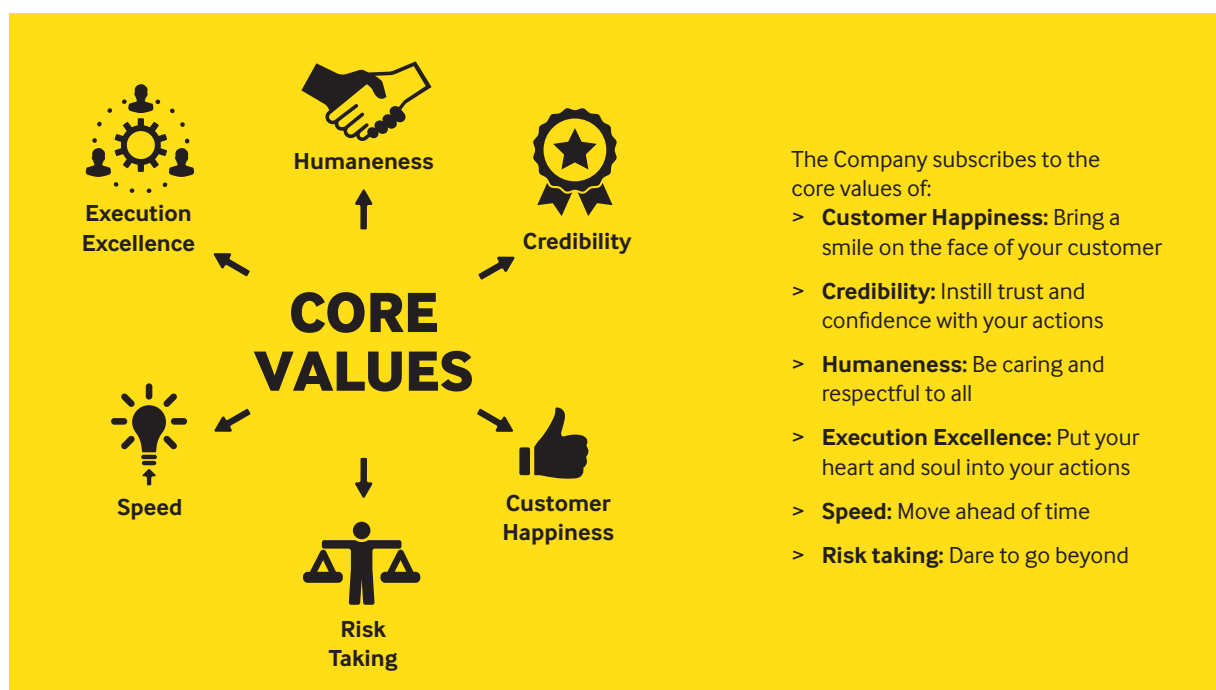 Humaneness
Execution
Excellence
Credibility
CORE
VALUES
Speed
Customer
Happiness
Risk
Taking
The Company subscribes to the
core values of:
> Customer Happiness: Bring a
smile on the face of your customer
> Credibility: Instill trust and
confidence with your actions
> Humaneness: Be caring and
respectful to all
> Execution Excellence: Put your
heart and soul into your actions
> Speed: Move ahead of time
> Risk taking: Dare to go beyond